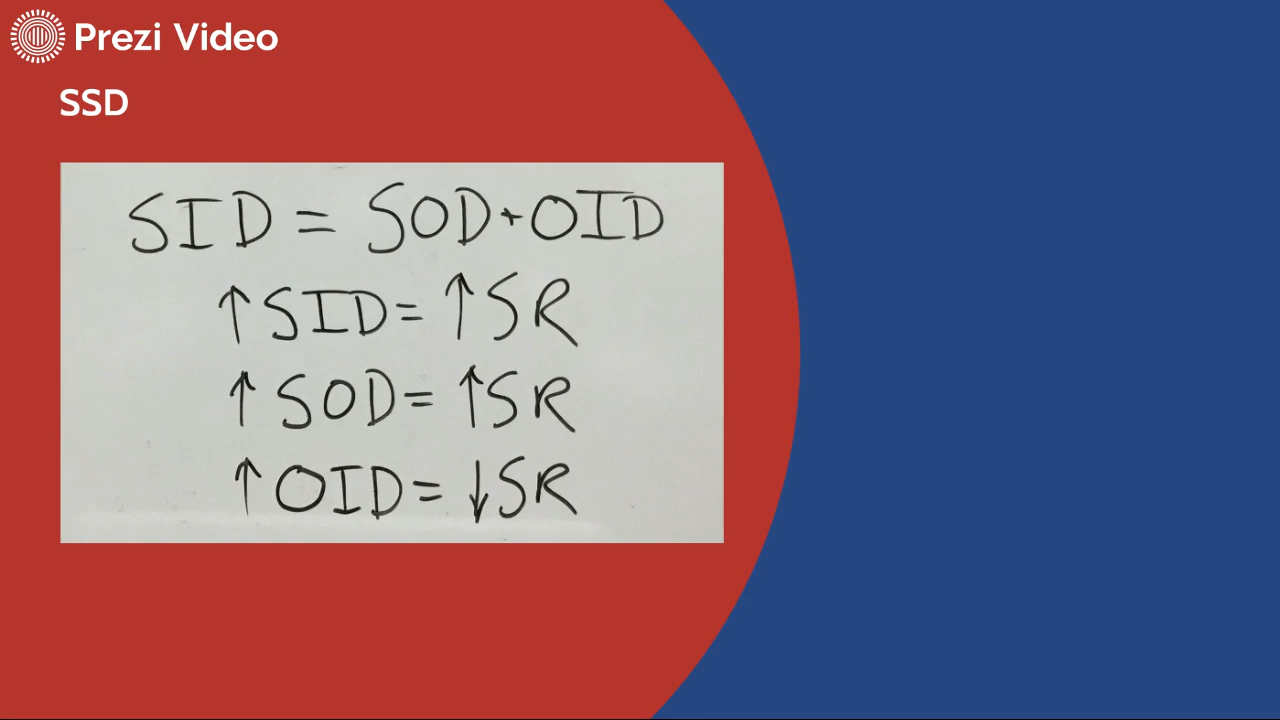 Prezi Video
SSD
SID = SOD+OID
↑SID=↑SR
↑SOD=↑SR
↑OID=↓SR